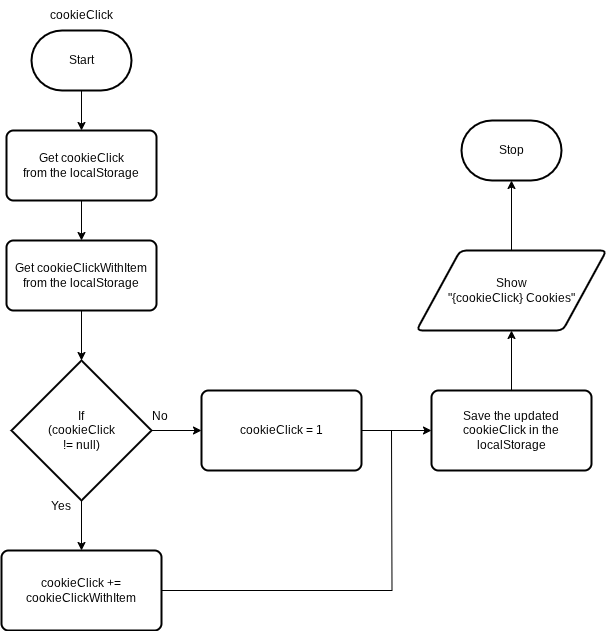 cookieClick
Start
Get cookieClick
from the localStorage
Get cookieClickWithItem
from the localStorage
If
(cookieClick
!= null)
No
cookieClick = 1
Yes
cookieClick +=
cookieClickWithItem
Save the updated
cookieClick in the
localStorage
Show
"{cookieClick} Cookies"
Stop